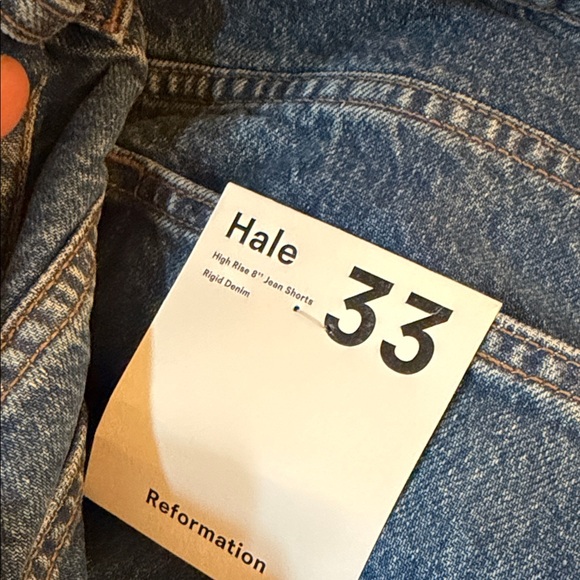 Hale
High Rise 8" Jean Shorts
Rigid Denim
33
Reformation